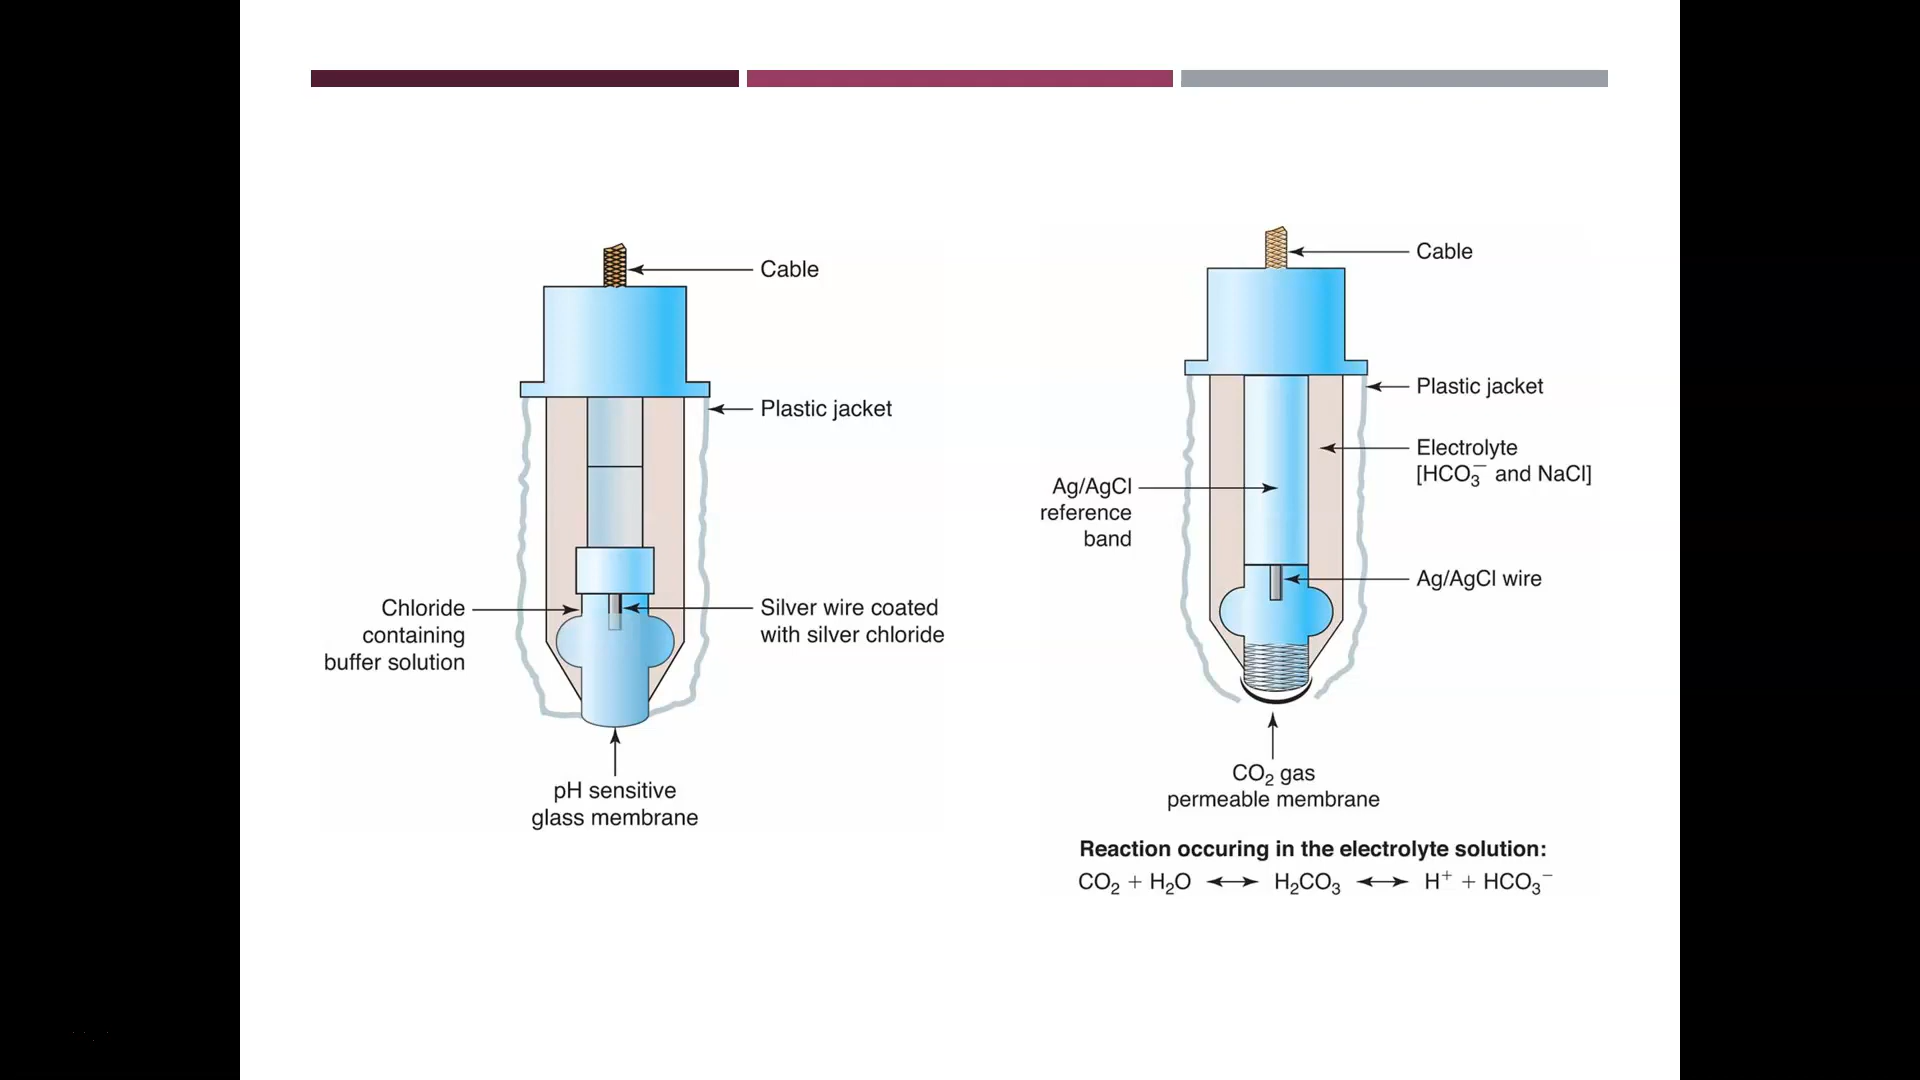 Cable
Plastic jacket
Chloride
containing
buffer solution
Silver wire coated
with silver chloride
pH sensitive
glass membrane
Cable
Plastic jacket
Electrolyte
[HCO₃⁻ and NaCl]
Ag/AgCl
reference
band
Ag/AgCl wire
CO₂ gas
permeable membrane
Reaction occuring in the electrolyte solution:
CO₂ + H₂O ⟷ H₂CO₃ ⟷ H⁺ + HCO₃⁻